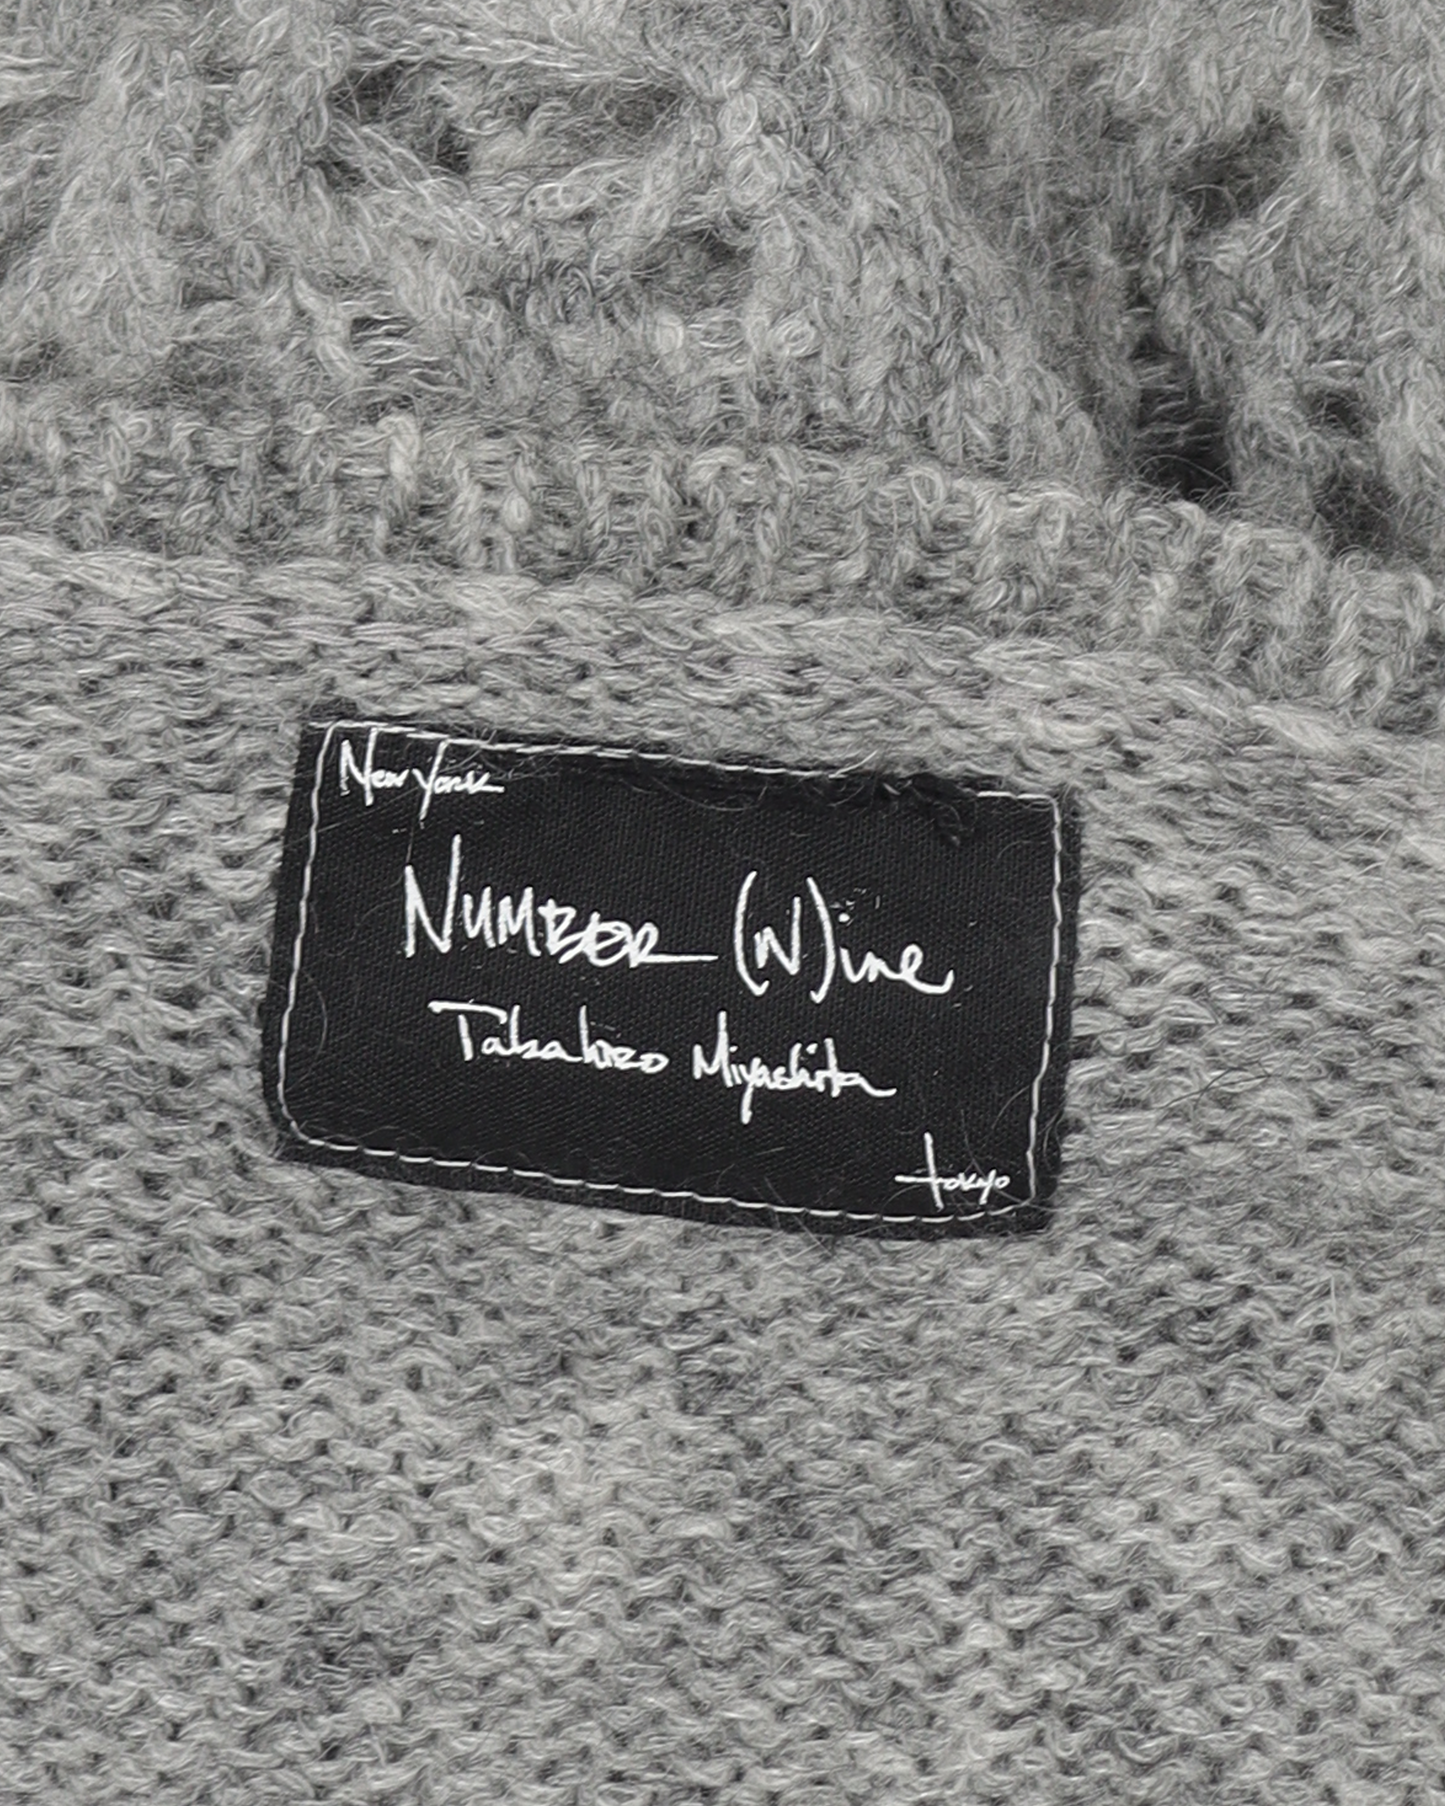 New York
NUMBER (N)ine
Takahiro Miyashita
tokyo